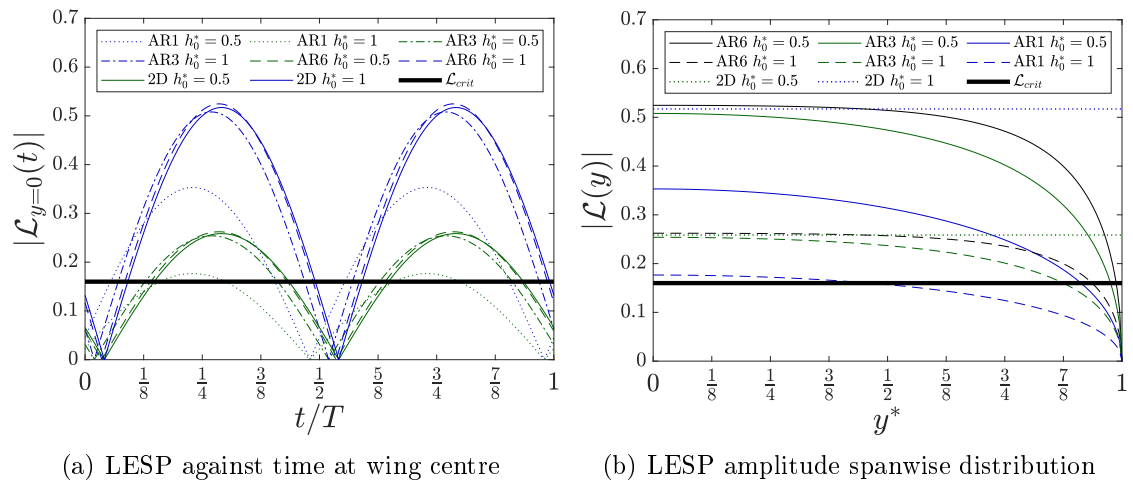 0.7
0.6
0.5
0.4
0.3
0.2
0.1
0
|ℒ_{y=0}(t)|
AR1 h₀* = 0.5 AR1 h₀* = 1 AR3 h₀* = 0.5
AR3 h₀* = 1 AR6 h₀* = 0.5 AR6 h₀* = 1
2D h₀* = 0.5 2D h₀* = 1 ℒ_{crit}
0 1/8 1/4 3/8 1/2 5/8 3/4 7/8 1
t/T
(a) LESP against time at wing centre
0.7
0.6
0.5
0.4
0.3
0.2
0.1
0
|ℒ(y)|
AR6 h₀* = 0.5 AR3 h₀* = 0.5 AR1 h₀* = 0.5
AR6 h₀* = 1 AR3 h₀* = 1 AR1 h₀* = 1
2D h₀* = 0.5 2D h₀* = 1 ℒ_{crit}
0 1/8 1/4 3/8 1/2 5/8 3/4 7/8 1
y*
(b) LESP amplitude spanwise distribution